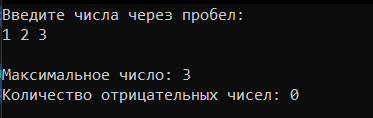 Введите числа через пробел:
1 2 3
Максимальное число: 3
Количество отрицательных чисел: 0